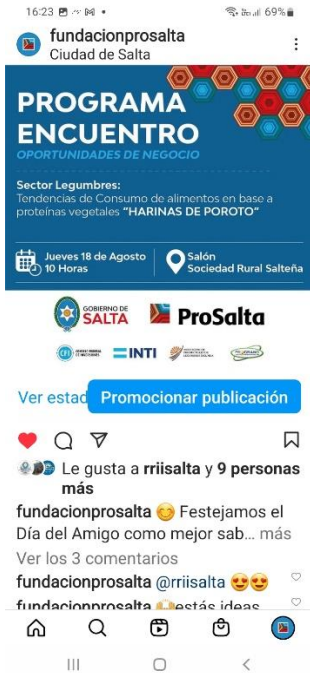 16:23
69%
fundacionprosalta
Ciudad de Salta
PROGRAMA
ENCUENTRO
OPORTUNIDADES DE NEGOCIO
Sector Legumbres:
Tendencias de Consumo de alimentos en base a
proteínas vegetales "HARINAS DE POROTO"
Jueves 18 de Agosto
10 Horas
Salón
Sociedad Rural Salteña
GOBIERNO DE
SALTA
ProSalta
CFI
INTI
Ver estad
Promocionar publicación
Le gusta a rriisalta y 9 personas
más
fundacionprosalta 😊 Festejamos el
Día del Amigo como mejor sab... más
Ver los 3 comentarios
fundacionprosalta @rriisalta 😍😍
fundacionprosalta 👏estás ideas